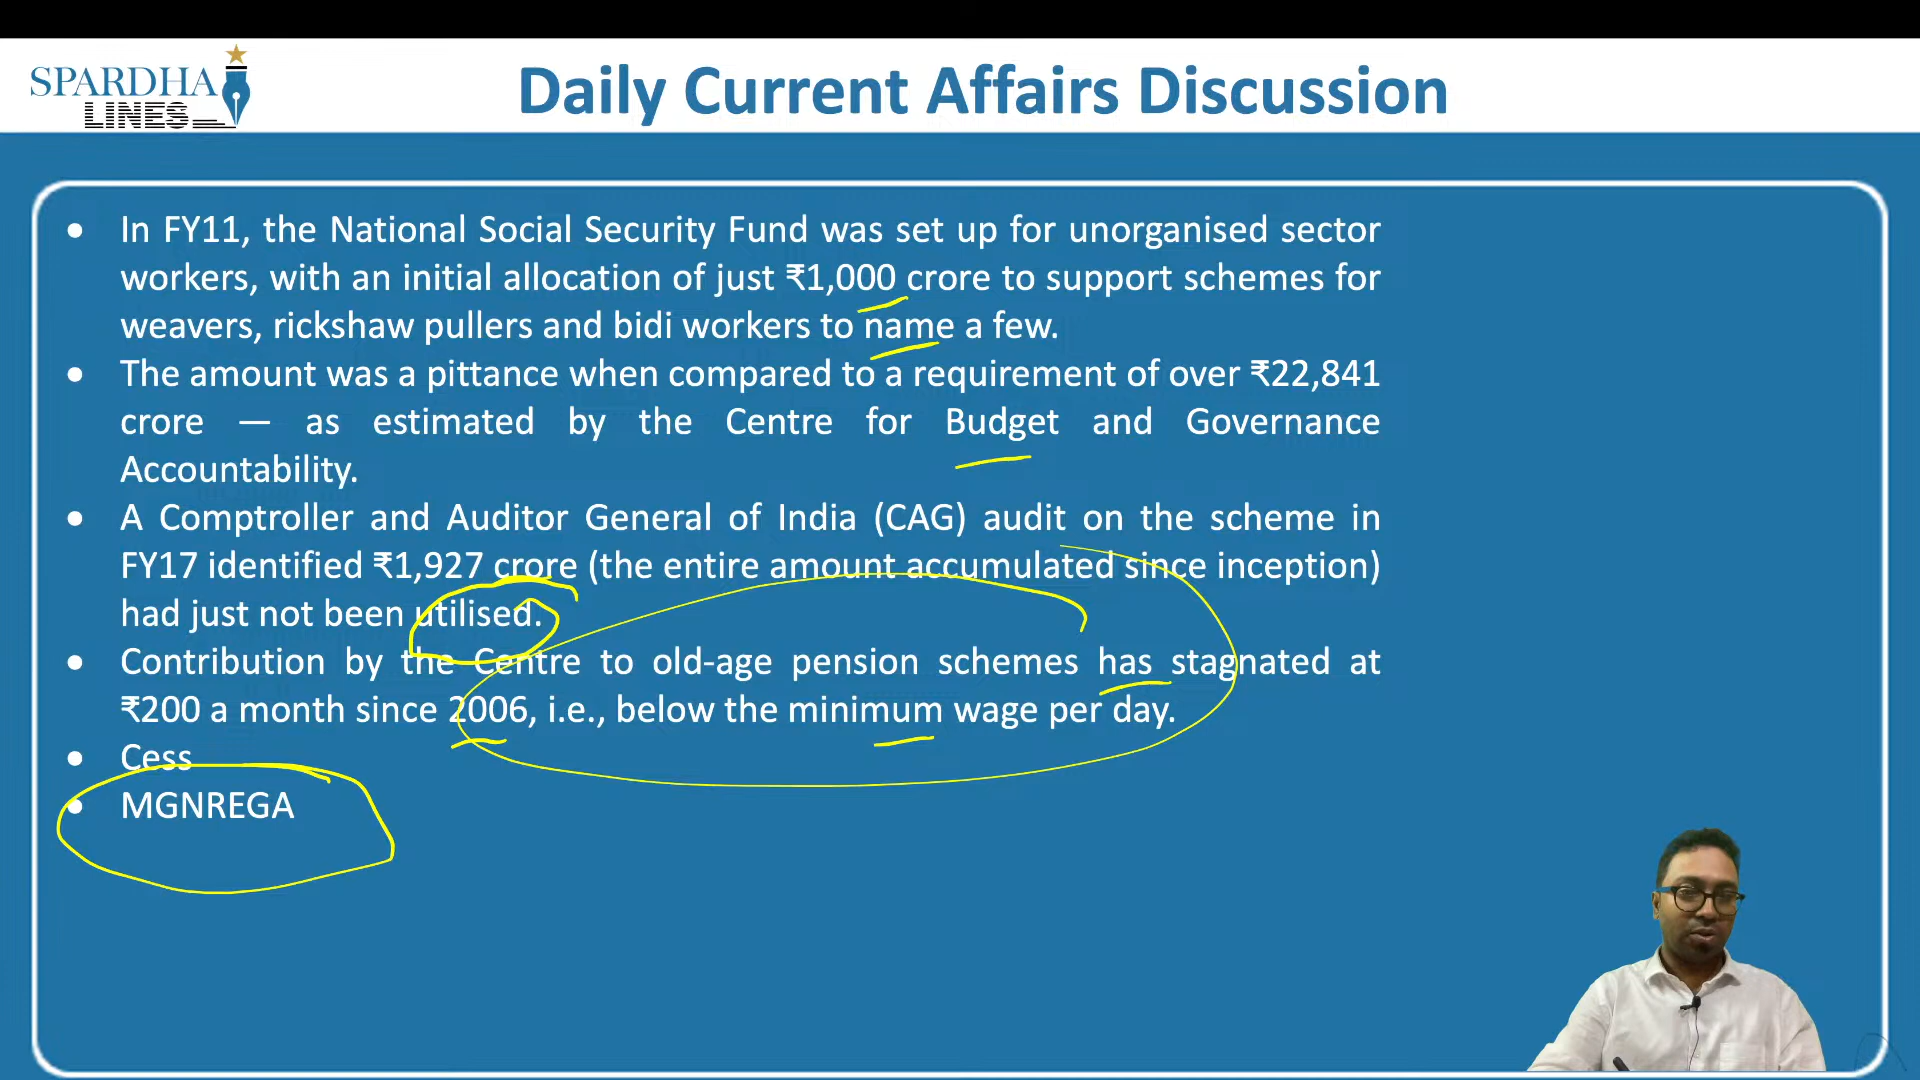 SPARDHA
LINES
Daily Current Affairs Discussion
• In FY11, the National Social Security Fund was set up for unorganised sector
workers, with an initial allocation of just ₹1,000 crore to support schemes for
weavers, rickshaw pullers and bidi workers to name a few.
• The amount was a pittance when compared to a requirement of over ₹22,841
crore — as estimated by the Centre for Budget and Governance
Accountability.
• A Comptroller and Auditor General of India (CAG) audit on the scheme in
FY17 identified ₹1,927 crore (the entire amount accumulated since inception)
had just not been utilised.
• Contribution by the Centre to old-age pension schemes has stagnated at
₹200 a month since 2006, i.e., below the minimum wage per day.
• Cess
• MGNREGA